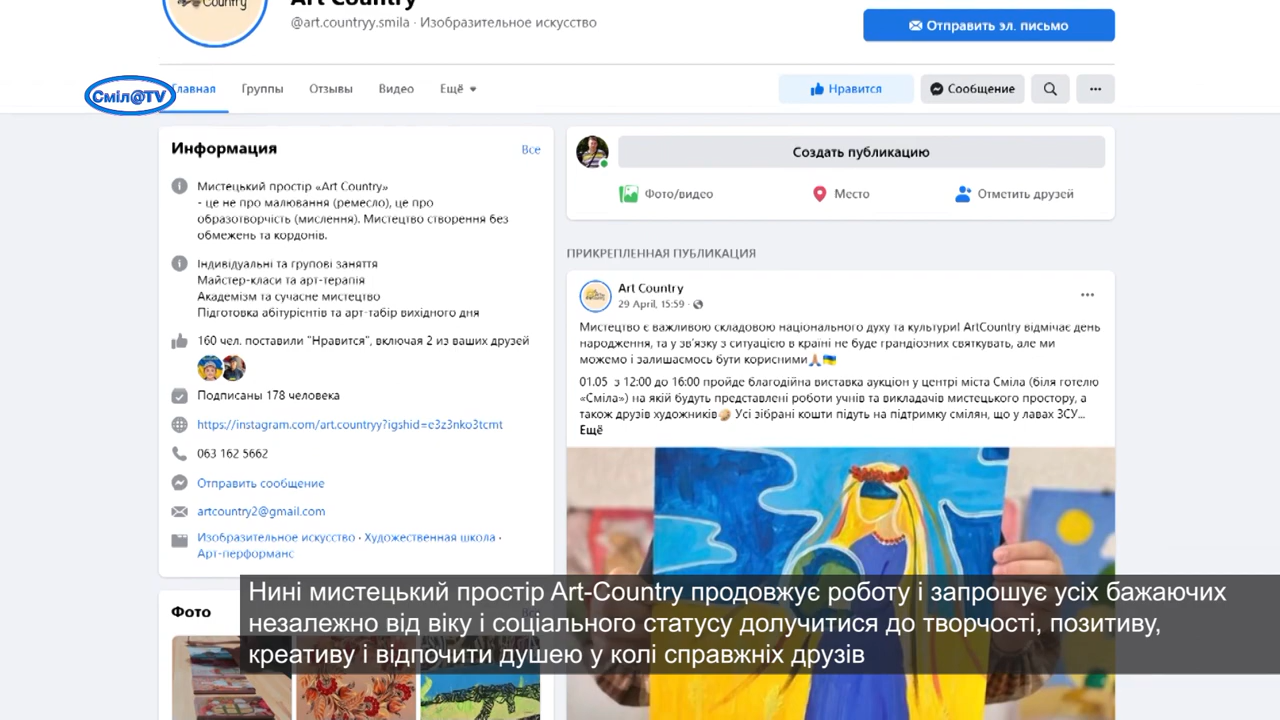 Country
Art Country
@art.countryy.smila · Изобразительное искусство
Отправить эл. письмо
Сміл@TV
Главная
Группы
Отзывы
Видео
Ещё
Нравится
Сообщение
Информация
Все
Мистецький простір «Art Country»
- це не про малювання (ремесло), це про
образотворчість (мислення). Мистецтво створення без
обмежень та кордонів.
Індивідуальні та групові заняття
Майстер-класи та арт-терапія
Академізм та сучасне мистецтво
Підготовка абітурієнтів та арт-табір вихідного дня
160 чел. поставили "Нравится", включая 2 из ваших друзей
Подписаны 178 человека
https://instagram.com/art.countryy?igshid=e3z3nko3tcmt
063 162 5662
Отправить сообщение
artcountry2@gmail.com
Изобразительное искусство · Художественная школа ·
Арт-перформанс
Фото
Создать публикацию
Фото/видео
Место
Отметить друзей
ПРИКРЕПЛЕННАЯ ПУБЛИКАЦИЯ
Art Country
29 April, 15:59 ·
Мистецтво є важливою складовою національного духу та культури! ArtCountry відмічає день
народження, та у зв'язку з ситуацією в країні не буде грандіозних святкувать, але ми
можемо і залишаємось бути корисними🙏🏼🇺🇦
01.05 з 12:00 до 16:00 пройде благодійна виставка аукціон у центрі міста Сміла (біля готелю
«Сміла») на якій будуть представлені роботи учнів та викладачів мистецького простору, а
також друзів художників Усі зібрані кошти підуть на підтримку смілян, що у лавах ЗСУ...
Ещё
Нині мистецький простір Art-Country продовжує роботу і запрошує усіх бажаючих
незалежно від віку і соціального статусу долучитися до творчості, позитиву,
креативу і відпочити душею у колі справжніх друзів